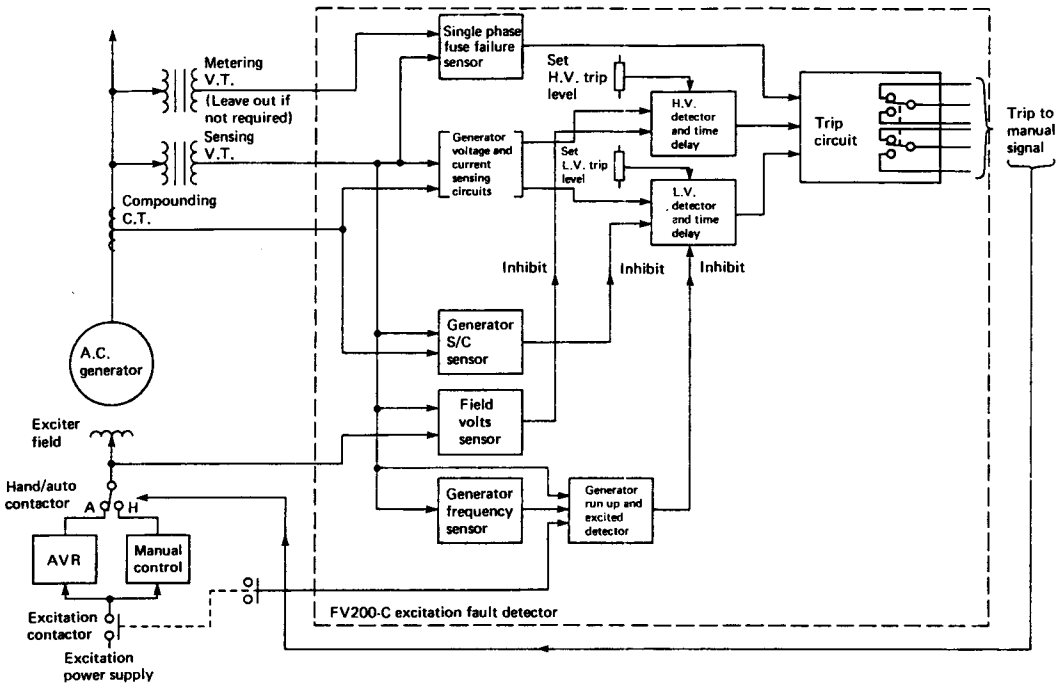 Metering
V.T.
(Leave out if
not required)
Sensing
V.T.
Compounding
C.T.
A.C.
generator
Exciter
field
Hand/auto
contactor
A
H
AVR
Manual
control
Excitation
contactor
Excitation
power supply
Single phase
fuse failure
sensor
Set
H.V. trip
level
H.V.
detector
and time
delay
Generator
voltage and
current
sensing
circuits
Set
L.V. trip
level
L.V.
detector
and time
delay
Trip
circuit
Trip to
manual
signal
Inhibit
Inhibit
Inhibit
Generator
S/C
sensor
Field
volts
sensor
Generator
frequency
sensor
Generator
run up and
excited
detector
FV200-C excitation fault detector